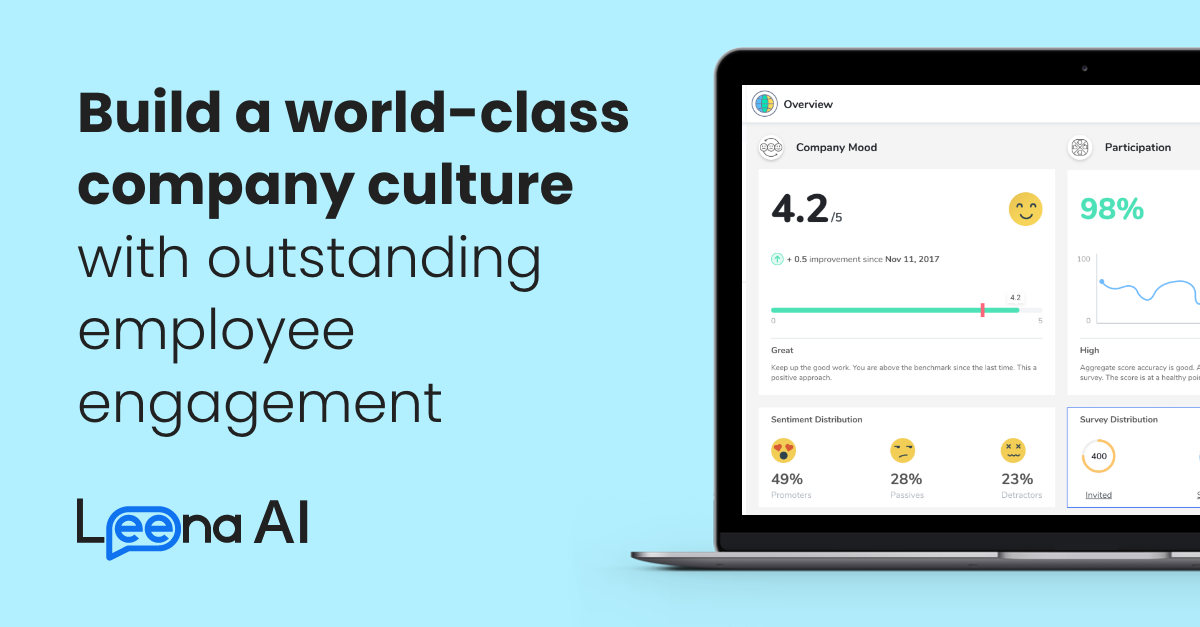 Build a world-class
company culture
with outstanding
employee
engagement
Leena AI
Overview
Company Mood
4.2/5
+ 0.5 improvement since Nov 11, 2017
4.2
0
5
Great
Keep up the good work. You are above the benchmark since the last time. This a
positive approach.
Sentiment Distribution
49%
28%
23%
Promoters
Passives
Detractors
Participation
98%
100
0
High
Aggregate score accuracy is good.
survey. The score is at a healthy
Survey Distribution
400
Invited